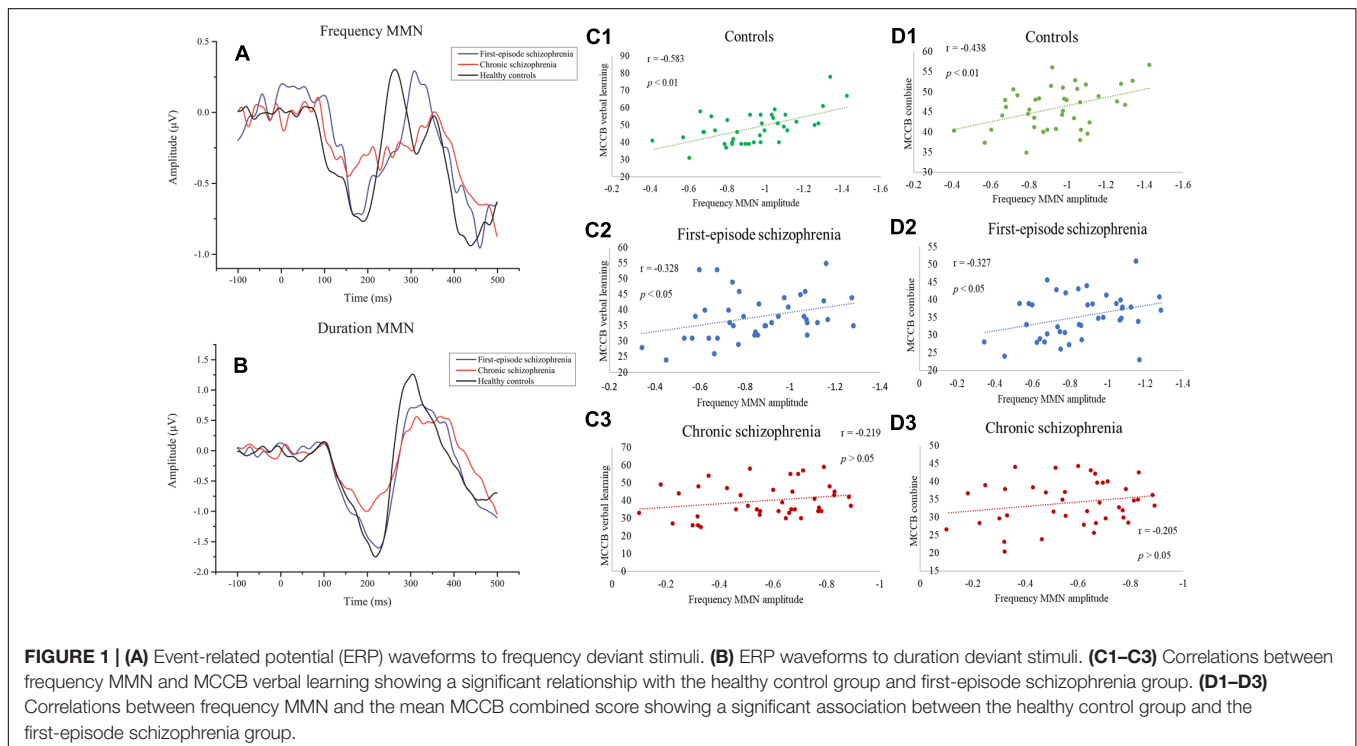 A
Frequency MMN
First-episode schizophrenia
Chronic schizophrenia
Healthy controls
Amplitude (µV)
0.5
0.0
-0.5
-1.0
-100 0 100 200 300 400 500
Time (ms)
B
Duration MMN
First-episode schizophrenia
Chronic schizophrenia
Healthy controls
Amplitude (µV)
1.5
1.0
0.5
0.0
-0.5
-1.0
-1.5
-2.0
-100 0 100 200 300 400 500
Time (ms)
C1
Controls
r = -0.583
p < 0.01
MCCB verbal learning
90
80
70
60
50
40
30
20
-0.2 -0.4 -0.6 -0.8 -1 -1.2 -1.4 -1.6
Frequency MMN amplitude
D1
Controls
r = -0.438
p < 0.01
MCCB combine
60
55
50
45
40
35
30
-0.2 -0.4 -0.6 -0.8 -1 -1.2 -1.4 -1.6
Frequency MMN amplitude
C2
First-episode schizophrenia
r = -0.328
p < 0.05
MCCB verbal learning
60
55
50
45
40
35
30
25
20
-0.2 -0.4 -0.6 -0.8 -1 -1.2 -1.4
Frequency MMN amplitude
D2
First-episode schizophrenia
r = -0.327
p < 0.05
MCCB combine
55
50
45
40
35
30
25
20
0 -0.2 -0.4 -0.6 -0.8 -1 -1.2 -1.4
Frequency MMN amplitude
C3
Chronic schizophrenia
r = -0.219
p > 0.05
MCCB verbal learning
70
60
50
40
30
20
10
0
0 -0.2 -0.4 -0.6 -0.8 -1
Frequency MMN amplitude
D3
Chronic schizophrenia
r = -0.205
p > 0.05
MCCB combine
50
45
40
35
30
25
20
15
0 -0.2 -0.4 -0.6 -0.8 -1
Frequency MMN amplitude
FIGURE 1 | (A) Event-related potential (ERP) waveforms to frequency deviant stimuli. (B) ERP waveforms to duration deviant stimuli. (C1–C3) Correlations between
frequency MMN and MCCB verbal learning showing a significant relationship with the healthy control group and first-episode schizophrenia group. (D1–D3)
Correlations between frequency MMN and the mean MCCB combined score showing a significant association between the healthy control group and the
first-episode schizophrenia group.